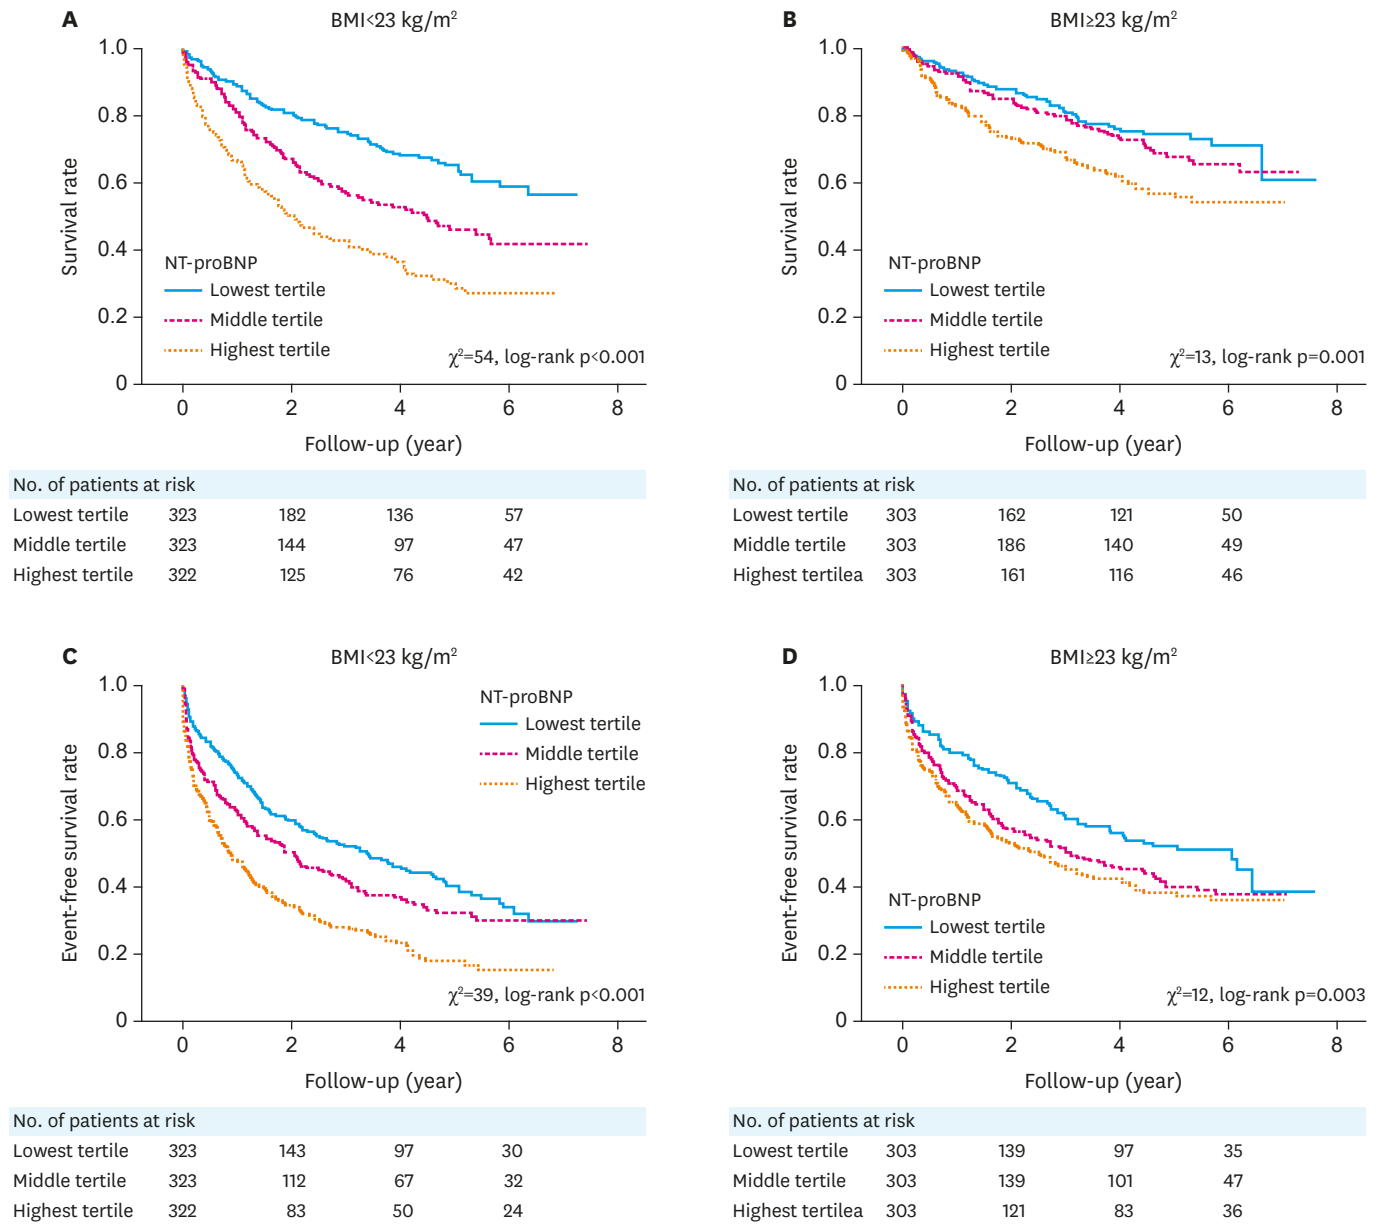 A BMI<23 kg/m²
1.0
0.8
0.6
0.4
0.2
0
Survival rate
NT-proBNP
Lowest tertile
Middle tertile
Highest tertile
χ²=54, log-rank p<0.001
0 2 4 6 8
Follow-up (year)
No. of patients at risk
Lowest tertile 323 182 136 57
Middle tertile 323 144 97 47
Highest tertile 322 125 76 42
B BMI≥23 kg/m²
1.0
0.8
0.6
0.4
0.2
0
Survival rate
NT-proBNP
Lowest tertile
Middle tertile
Highest tertile
χ²=13, log-rank p=0.001
0 2 4 6 8
Follow-up (year)
No. of patients at risk
Lowest tertile 303 162 121 50
Middle tertile 303 186 140 49
Highest tertilea 303 161 116 46
C BMI<23 kg/m²
1.0
0.8
0.6
0.4
0.2
0
Event-free survival rate
NT-proBNP
Lowest tertile
Middle tertile
Highest tertile
χ²=39, log-rank p<0.001
0 2 4 6 8
Follow-up (year)
No. of patients at risk
Lowest tertile 323 143 97 30
Middle tertile 323 112 67 32
Highest tertile 322 83 50 24
D BMI≥23 kg/m²
1.0
0.8
0.6
0.4
0.2
0
Event-free survival rate
NT-proBNP
Lowest tertile
Middle tertile
Highest tertile
χ²=12, log-rank p=0.003
0 2 4 6 8
Follow-up (year)
No. of patients at risk
Lowest tertile 303 139 97 35
Middle tertile 303 139 101 47
Highest tertilea 303 121 83 36